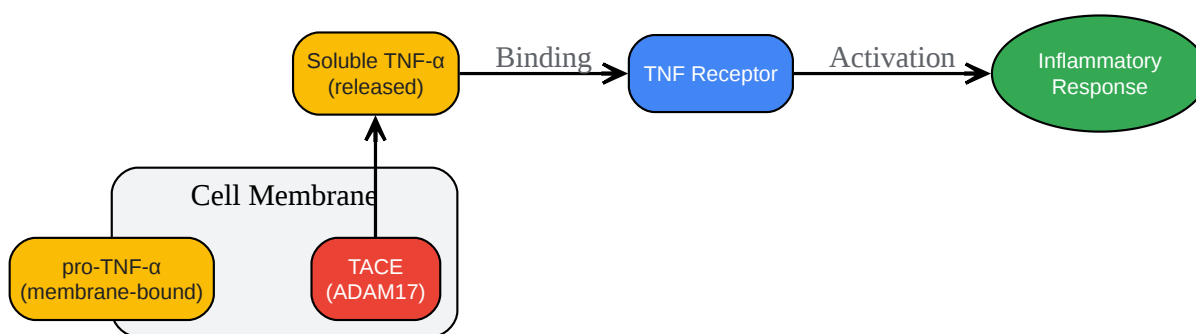 Soluble TNF-α
(released)
Binding
TNF Receptor
Activation
Inflammatory
Response
Cell Membrane
pro-TNF-α
(membrane-bound)
TACE
(ADAM17)